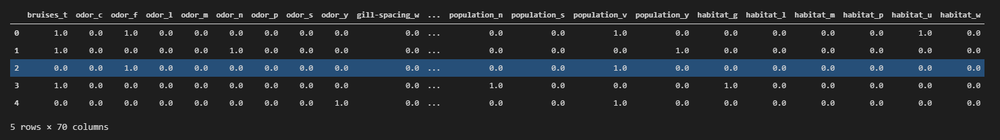 bruises_t odor_c odor_f odor_l odor_m odor_n odor_p odor_s odor_y gill-spacing_w ... population_n population_s population_v population_y habitat_g habitat_l habitat_m habitat_p habitat_u habitat_w
0 1.0 0.0 1.0 0.0 0.0 0.0 0.0 0.0 0.0 0.0 ... 0.0 0.0 1.0 0.0 0.0 0.0 0.0 0.0 1.0 0.0
1 1.0 0.0 0.0 0.0 0.0 1.0 0.0 0.0 0.0 0.0 ... 0.0 0.0 0.0 1.0 0.0 0.0 0.0 0.0 0.0 0.0
2 0.0 0.0 1.0 0.0 0.0 0.0 0.0 0.0 0.0 0.0 ... 0.0 0.0 1.0 0.0 0.0 0.0 0.0 0.0 0.0 0.0
3 1.0 0.0 0.0 0.0 0.0 0.0 0.0 0.0 0.0 0.0 ... 1.0 0.0 0.0 0.0 1.0 0.0 0.0 0.0 0.0 0.0
4 0.0 0.0 0.0 0.0 0.0 0.0 0.0 0.0 1.0 0.0 ... 0.0 0.0 1.0 0.0 0.0 0.0 0.0 0.0 0.0 0.0
5 rows × 70 columns